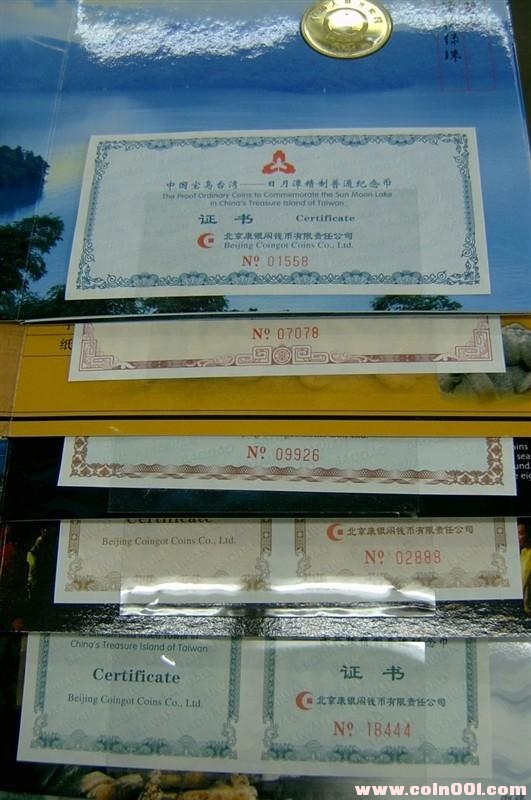 中国宝岛台湾——日月潭精制普通纪念币
The Proof Ordinary Coins to Commemorate the Sun Moon Lake
in China's Treasure Island of Taiwan
证 书 Certificate
北京康银阁钱币有限责任公司
Beijing Coingot Coins Co., Ltd.
Nº 01558
纸
Nº 07078
Nº 09926
Certificate
Beijing Coingot Coins Co., Ltd.
北京康银阁钱币有限责任公司
Nº 02888
China's Treasure Island of Taiwan
Certificate
Beijing Coingot Coins Co., Ltd.
证 书
北京康银阁钱币有限责任公司
Nº 18444
www.coin001.com